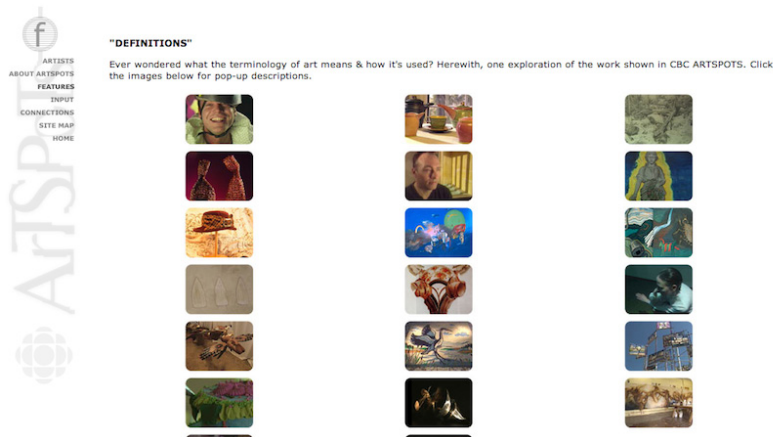 f
ARTISTS
ABOUT ARTSPOTS
FEATURES
INPUT
CONNECTIONS
SITE MAP
HOME
ArTSPoTS
"DEFINITIONS"
Ever wondered what the terminology of art means & how it's used? Herewith, one exploration of the work shown in CBC ARTSPOTS. Click
the images below for pop-up descriptions.